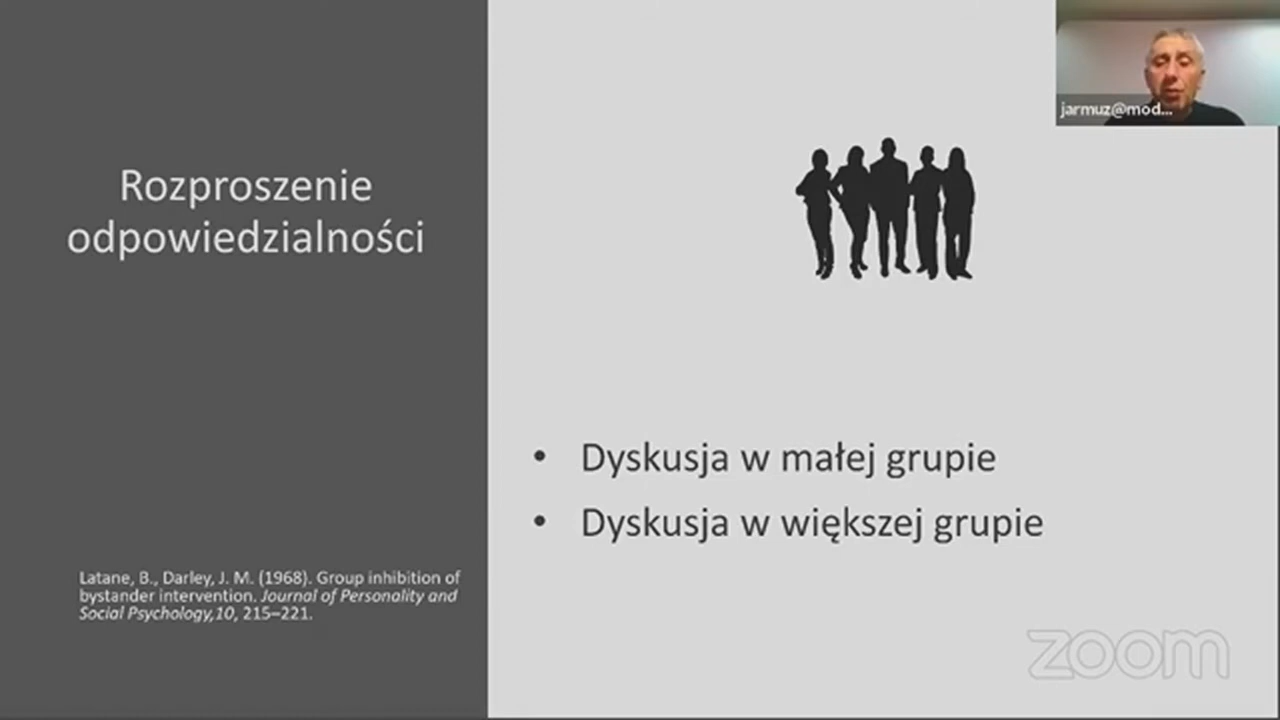 Rozproszenie
odpowiedzialności
Latane, B., Darley, J. M. (1968). Group inhibition of
bystander intervention. Journal of Personality and
Social Psychology,10, 215–221.
jarmuz@mod...
• Dyskusja w małej grupie
• Dyskusja w większej grupie
zoom